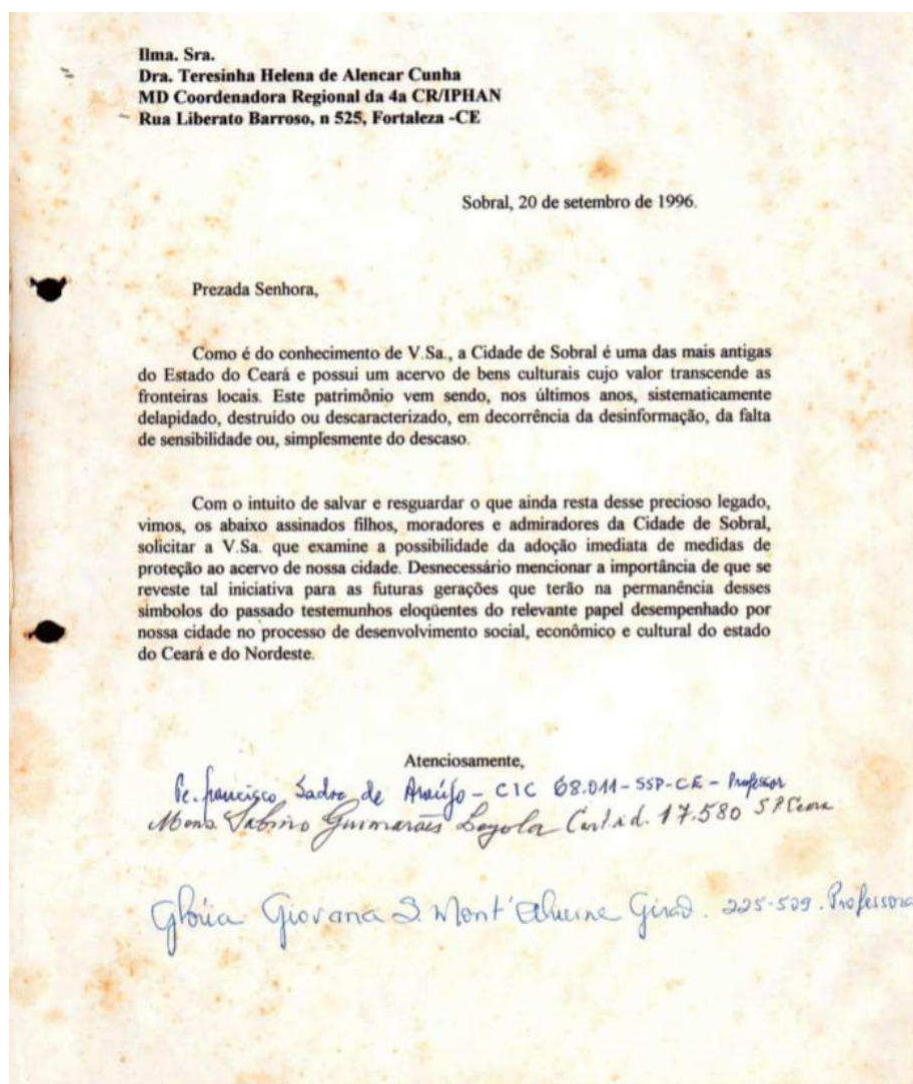 Ilma. Sra.
Dra. Teresinha Helena de Alencar Cunha
MD Coordenadora Regional da 4a CR/IPHAN
Rua Liberato Barroso, n 525, Fortaleza -CE
Sobral, 20 de setembro de 1996.
Prezada Senhora,
Como é do conhecimento de V.Sa., a Cidade de Sobral é uma das mais antigas
do Estado do Ceará e possui um acervo de bens culturais cujo valor transcende as
fronteiras locais. Este patrimônio vem sendo, nos últimos anos, sistematicamente
delapidado, destruído ou descaracterizado, em decorrência da desinformação, da falta
de sensibilidade ou, simplesmente do descaso.
Com o intuito de salvar e resguardar o que ainda resta desse precioso legado,
vimos, os abaixo assinados filhos, moradores e admiradores da Cidade de Sobral,
solicitar a V.Sa. que examine a possibilidade da adoção imediata de medidas de
proteção ao acervo de nossa cidade. Desnecessário mencionar a importância de que se
reveste tal iniciativa para as futuras gerações que terão na permanência desses
símbolos do passado testemunhos eloqüentes do relevante papel desempenhado por
nossa cidade no processo de desenvolvimento social, econômico e cultural do estado
do Ceará e do Nordeste.
Atenciosamente,
Pe. Francisco Sadoc de Araújo - CIC 68.011-SSP-CE - Professor
Mons. Sabino Guimarães Loyola Cart. id. 17.580 S.P. Ceará
Glória Giovana S. Mont'Alverne Girão. 225-509. Professora